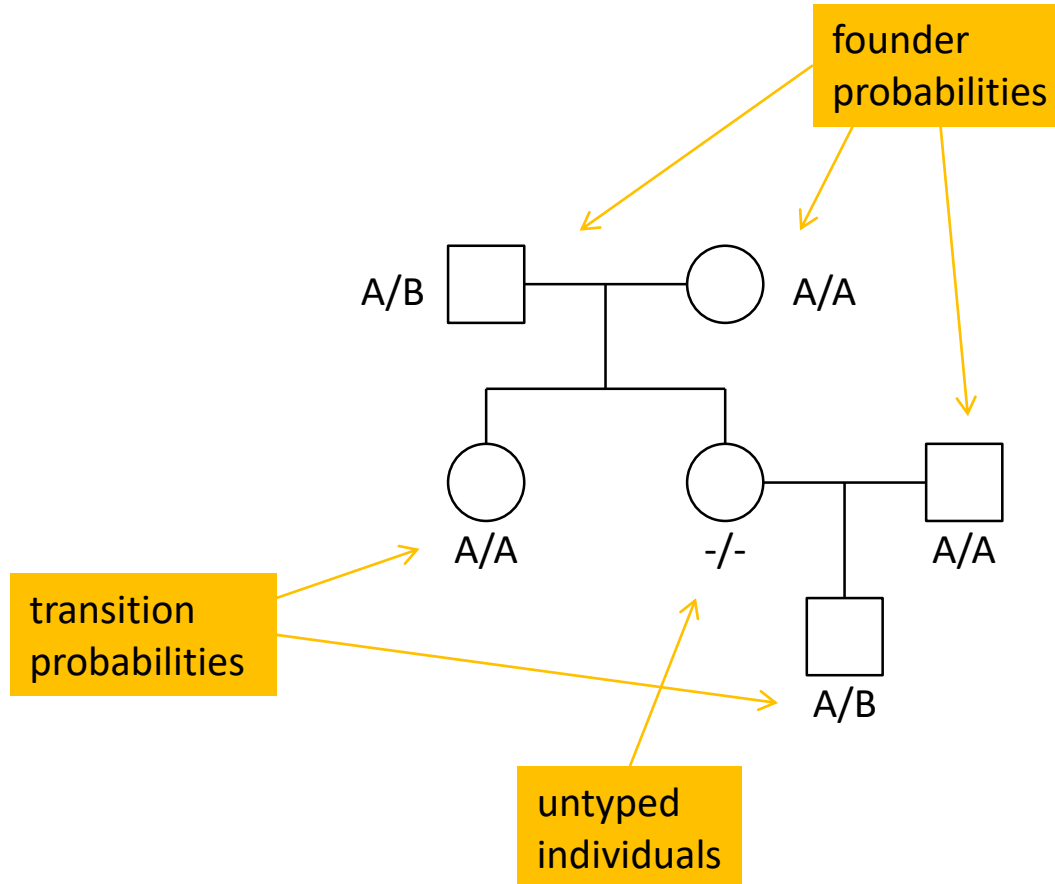 founder
probabilities
A/B
A/A
A/A
-/-
A/A
transition
probabilities
A/B
untyped
individuals